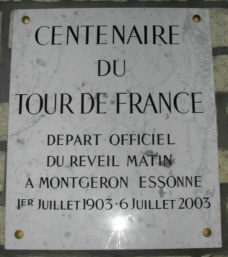 CENTENAIRE
DU
TOUR DE FRANCE
DEPART OFFICIEL
DU REVEIL MATIN
A MONTGERON ESSONNE
1ER JUILLET 1903 - 6 JUILLET 2003